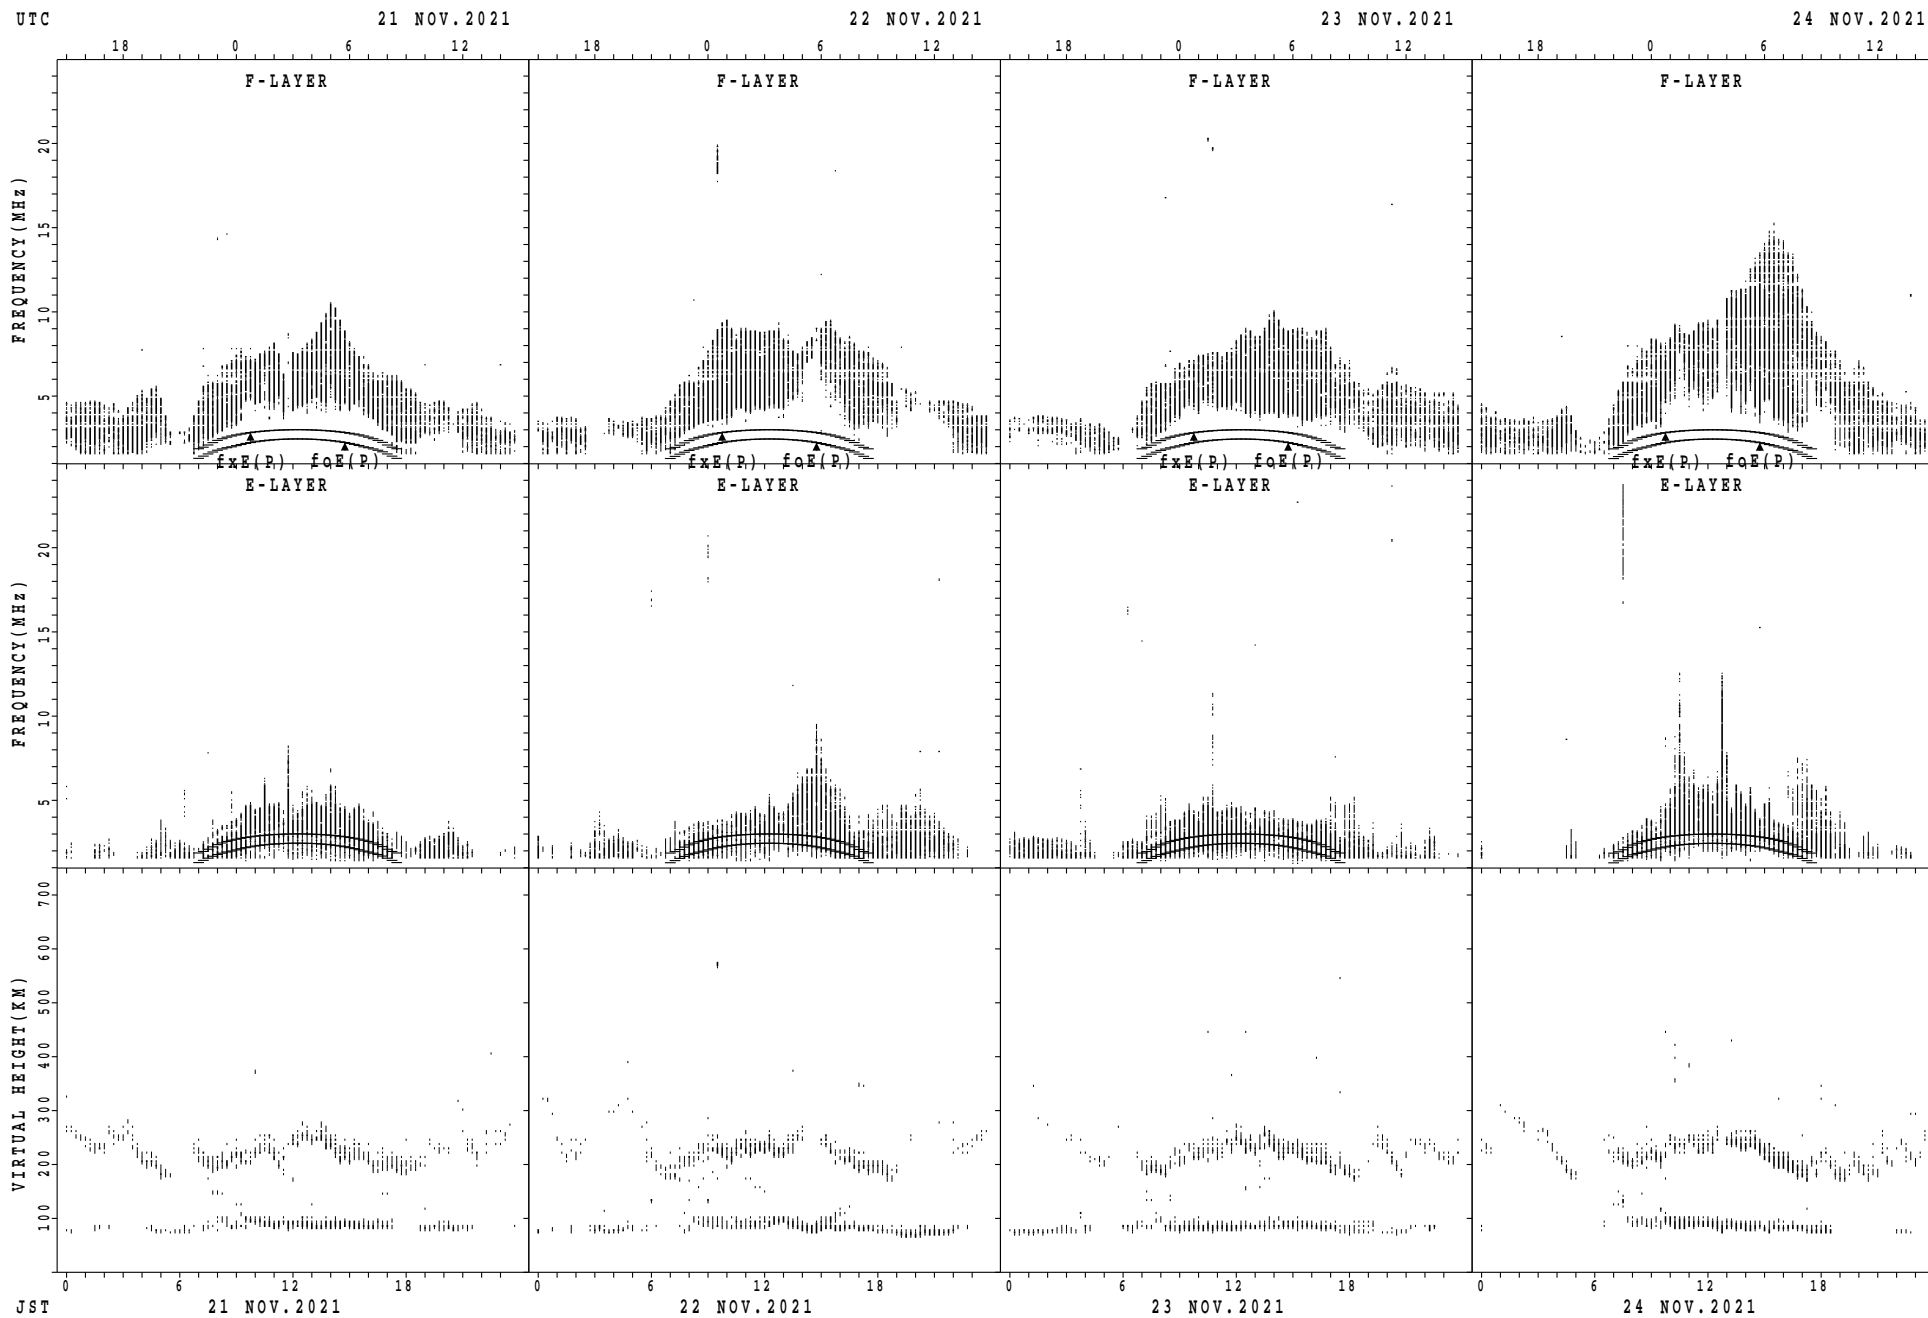 UTC 21 NOV.2021 22 NOV.2021 23 NOV.2021 24 NOV.2021
18 0 6 12 18 0 6 12 18 0 6 12 18 0 6 12
F-LAYER F-LAYER F-LAYER F-LAYER
FREQUENCY(MHz)
20
15
10
5
fxE(P) foE(P) fxE(P) foE(P) fxE(P) foE(P) fxE(P) foE(P)
E-LAYER E-LAYER E-LAYER E-LAYER
FREQUENCY(MHz)
20
15
10
5
VIRTUAL HEIGHT(KM)
700
600
500
400
300
200
100
0 6 12 18 0 6 12 18 0 6 12 18 0 6 12 18
JST 21 NOV.2021 22 NOV.2021 23 NOV.2021 24 NOV.2021